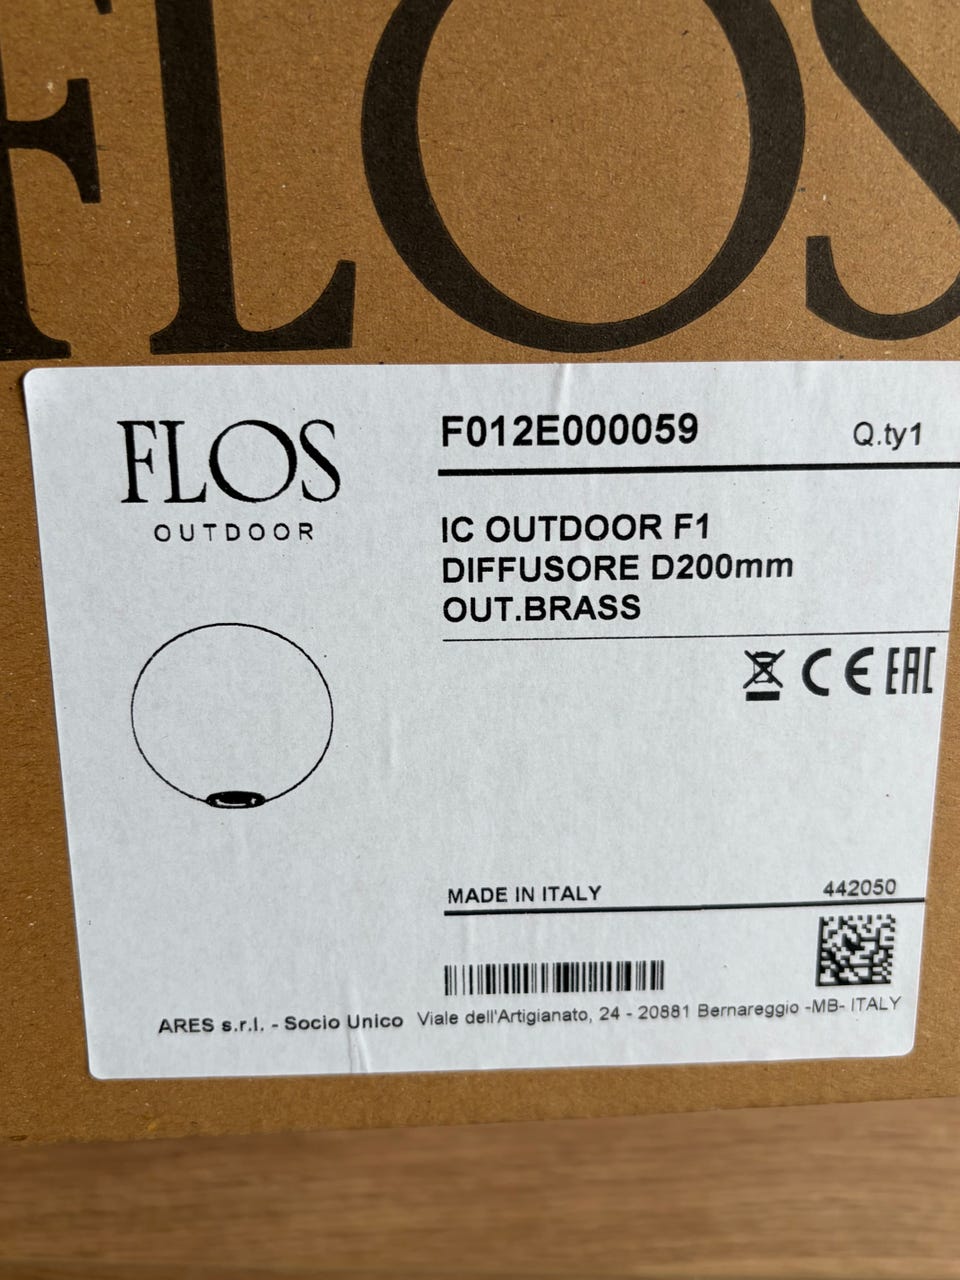 FLOS
FLOS
OUTDOOR
F012E000059
Q.ty1
IC OUTDOOR F1
DIFFUSORE D200mm
OUT.BRASS
CE EAC
MADE IN ITALY
442050
ARES s.r.l. - Socio Unico Viale dell'Artigianato, 24 - 20881 Bernareggio -MB- ITALY